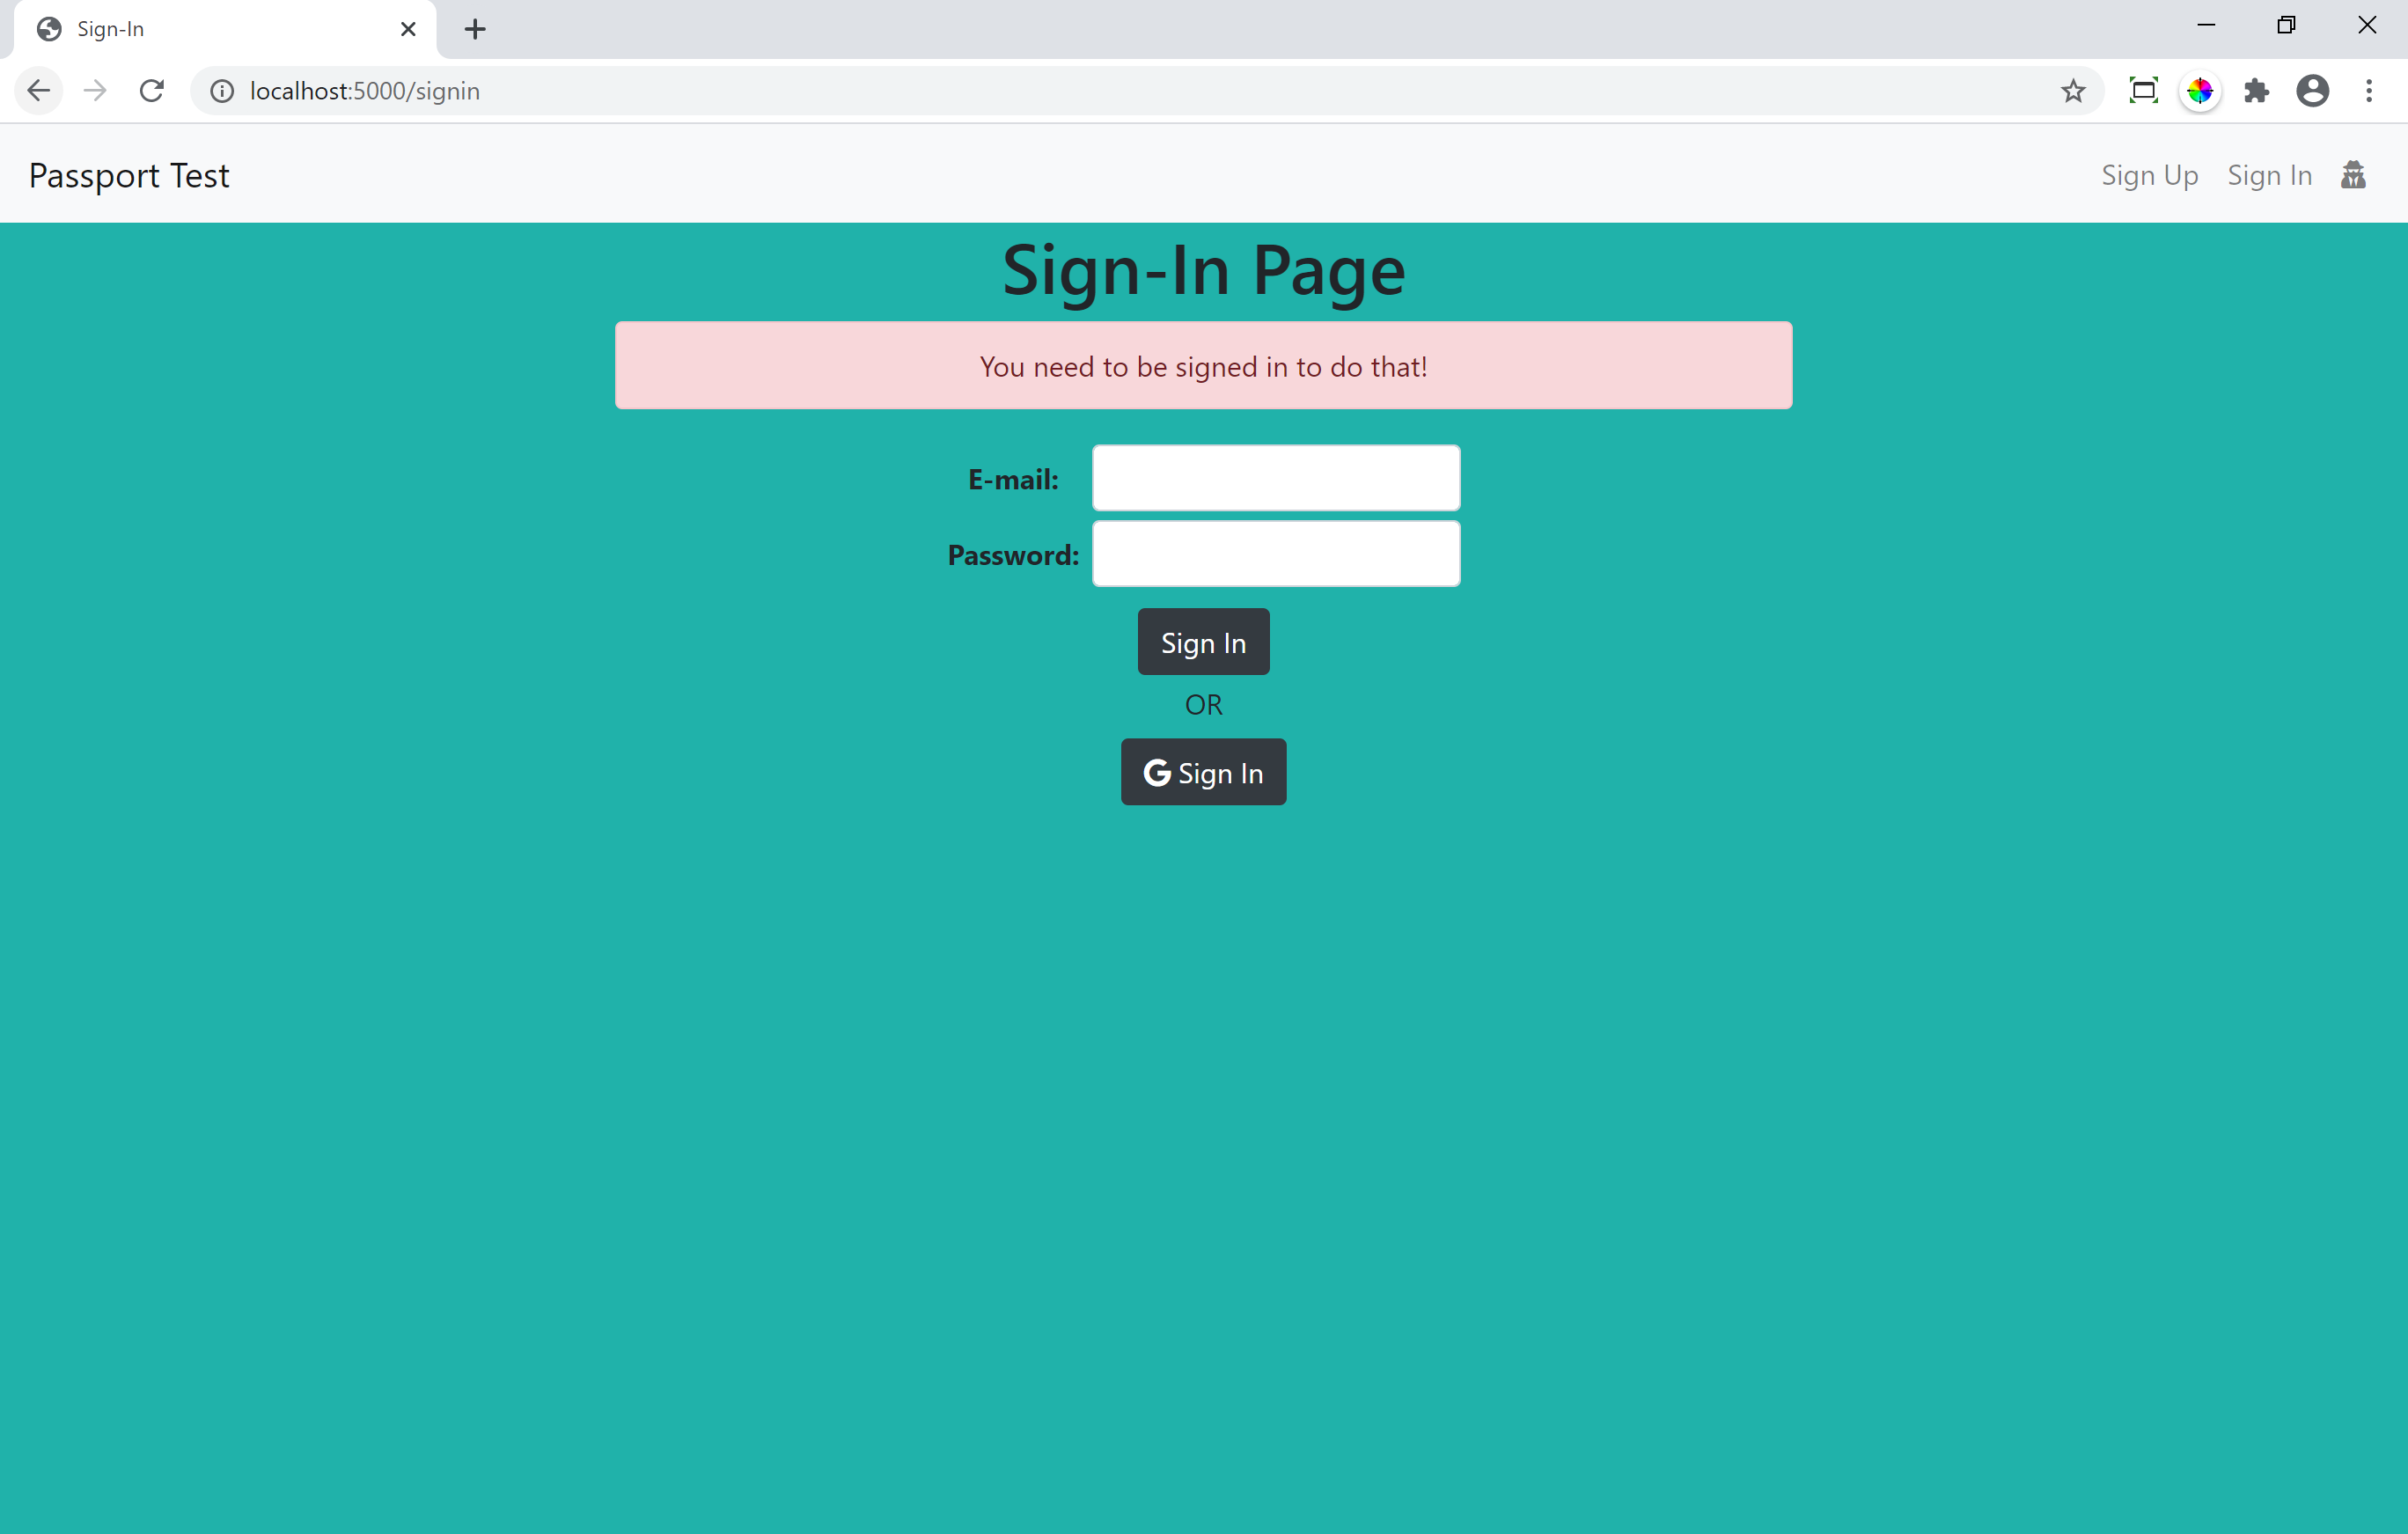 Sign-In
localhost:5000/signin
Passport Test
Sign Up Sign In
Sign-In Page
You need to be signed in to do that!
E-mail:
Password:
Sign In
OR
G Sign In